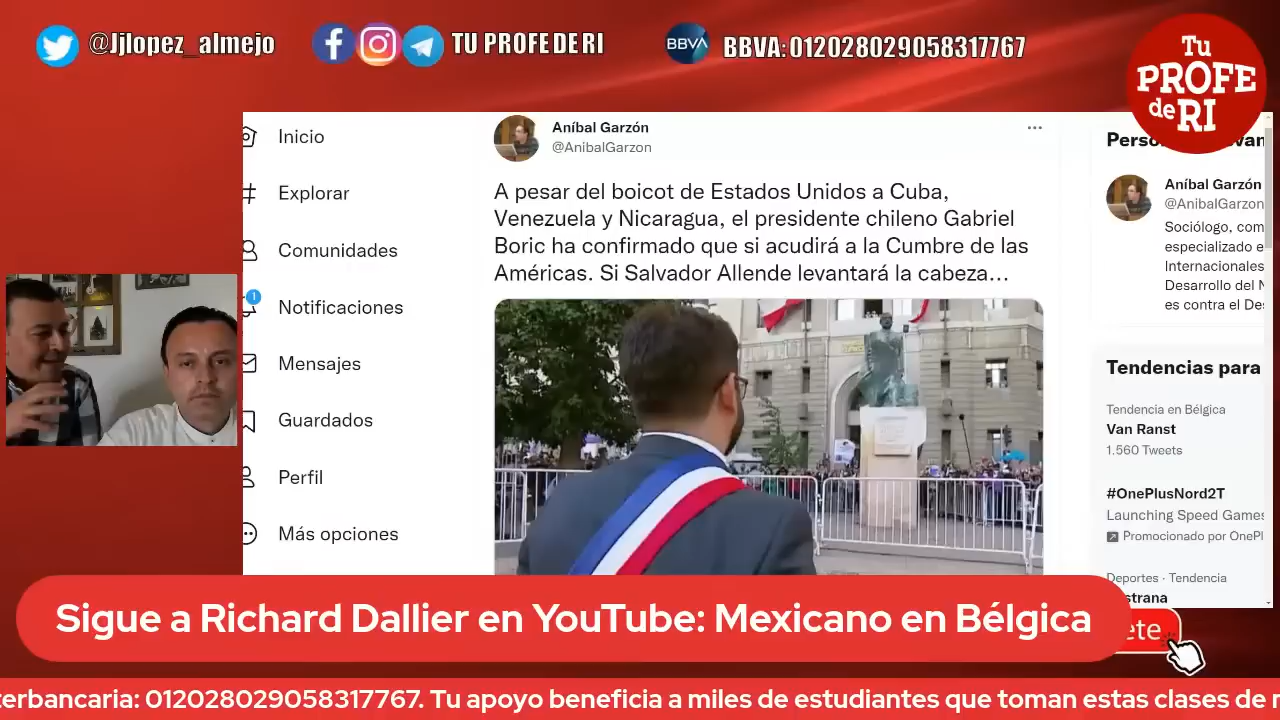 @Jjlopez_almejo
TU PROFE DE RI
BBVA
BBVA: 012028029058317767
Tu
PROFE
de RI
Inicio
Explorar
Comunidades
1
Notificaciones
Mensajes
Guardados
Perfil
Más opciones
Aníbal Garzón
@AnibalGarzon
A pesar del boicot de Estados Unidos a Cuba,
Venezuela y Nicaragua, el presidente chileno Gabriel
Boric ha confirmado que si acudirá a la Cumbre de las
Américas. Si Salvador Allende levantará la cabeza...
Aníbal Garzón
@AnibalGarzon
Sociólogo, com
especializado e
Internacionales
Desarrollo del
es contra el
Tendencias para
Tendencia en Bélgica
Van Ranst
1.560 Tweets
#OnePlusNord2T
Launching Speed Games
Promocionado por OnePl
Deportes · Tendencia
strana
Sigue a Richard Dallier en YouTube: Mexicano en Bélgica
ete
terbancaria: 012028029058317767. Tu apoyo beneficia a miles de estudiantes que toman estas clases de